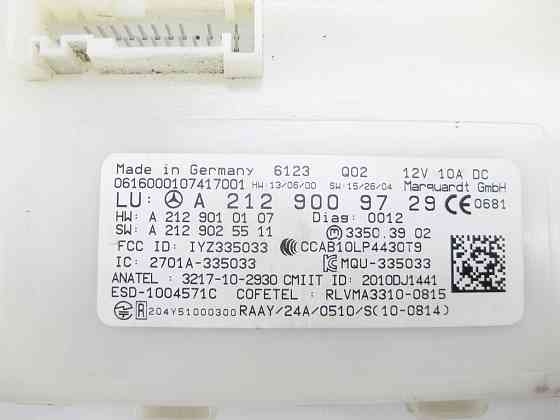 Made in Germany 6123 Q02 12V 10A DC
0616000107417001 HW:13/06/00 SW:15/26/04 Marquardt GmbH
LU: A 212 900 97 29 CE 0681
HW: A 212 901 01 07 Diag: 0012
SW: A 212 902 55 11 M 3350.3902
FCC ID: IYZ335033 CCAB10LP4430T9
IC: 2701A-335033 MQU-335033
ANATEL : 3217-10-2930 CMIIT ID: 2010DJ1441
ESD-1004571C COFETEL: RLVMA3310-0815
R 204Y51000300 RAAY/24A/0510/S(10-0814)